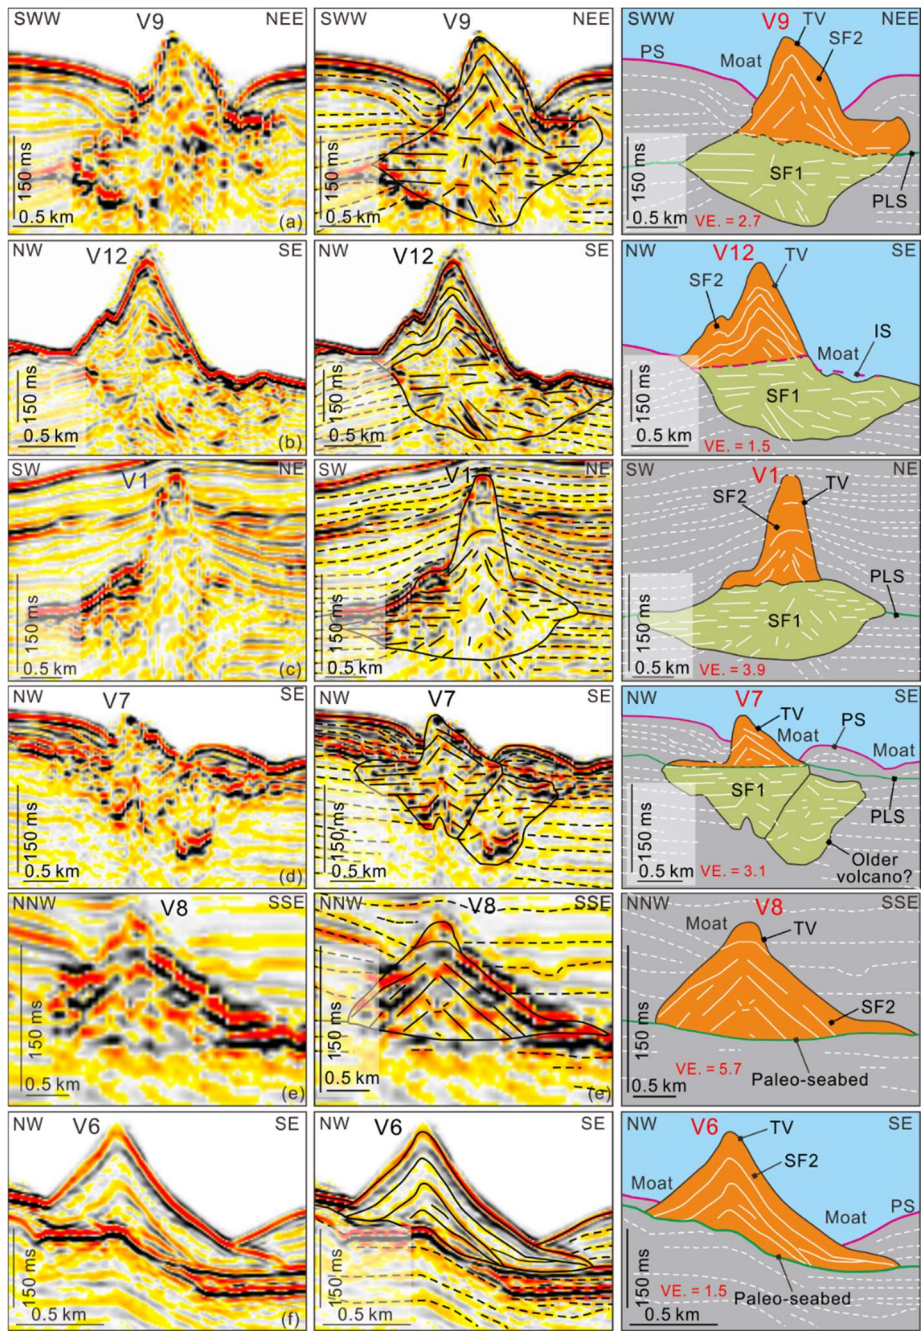 SWW V9
V9 NEE
SWW V9 TV NEE
PS Moat SF2
SF1
PLS
150 ms
0.5 km (a)
150 ms
0.5 km
150 ms
0.5 km VE. = 2.7
NW V12 SE
V12
NW V12 TV SE
SF2
IS
Moat
SF1
150 ms
0.5 km (b)
150 ms
0.5 km
150 ms
0.5 km VE. = 1.5
SW V1 NE
SW V1 NE
SW V1 NE
SF2 TV
PLS
SF1
150 ms
0.5 km (c)
150 ms
0.5 km
150 ms
0.5 km VE. = 3.9
NW V7 SE
V7
NW V7 SE
TV PS
Moat Moat
SF1
PLS
Older
volcano?
150 ms
0.5 km (d)
150 ms
0.5 km
150 ms
0.5 km VE. = 3.1
NNW V8 SSE
NNW V8 SSE
NNW V8 SSE
Moat TV
SF2
Paleo-seabed
150 ms
0.5 km (e)
150 ms
0.5 km (e
150 ms
0.5 km VE. = 5.7
NW V6 SE
NW V6 SE
NW V6 TV SE
SF2
Moat Moat PS
Paleo-seabed
150 ms
0.5 km (f)
150 ms
0.5 km
150 ms
0.5 km VE. = 1.5